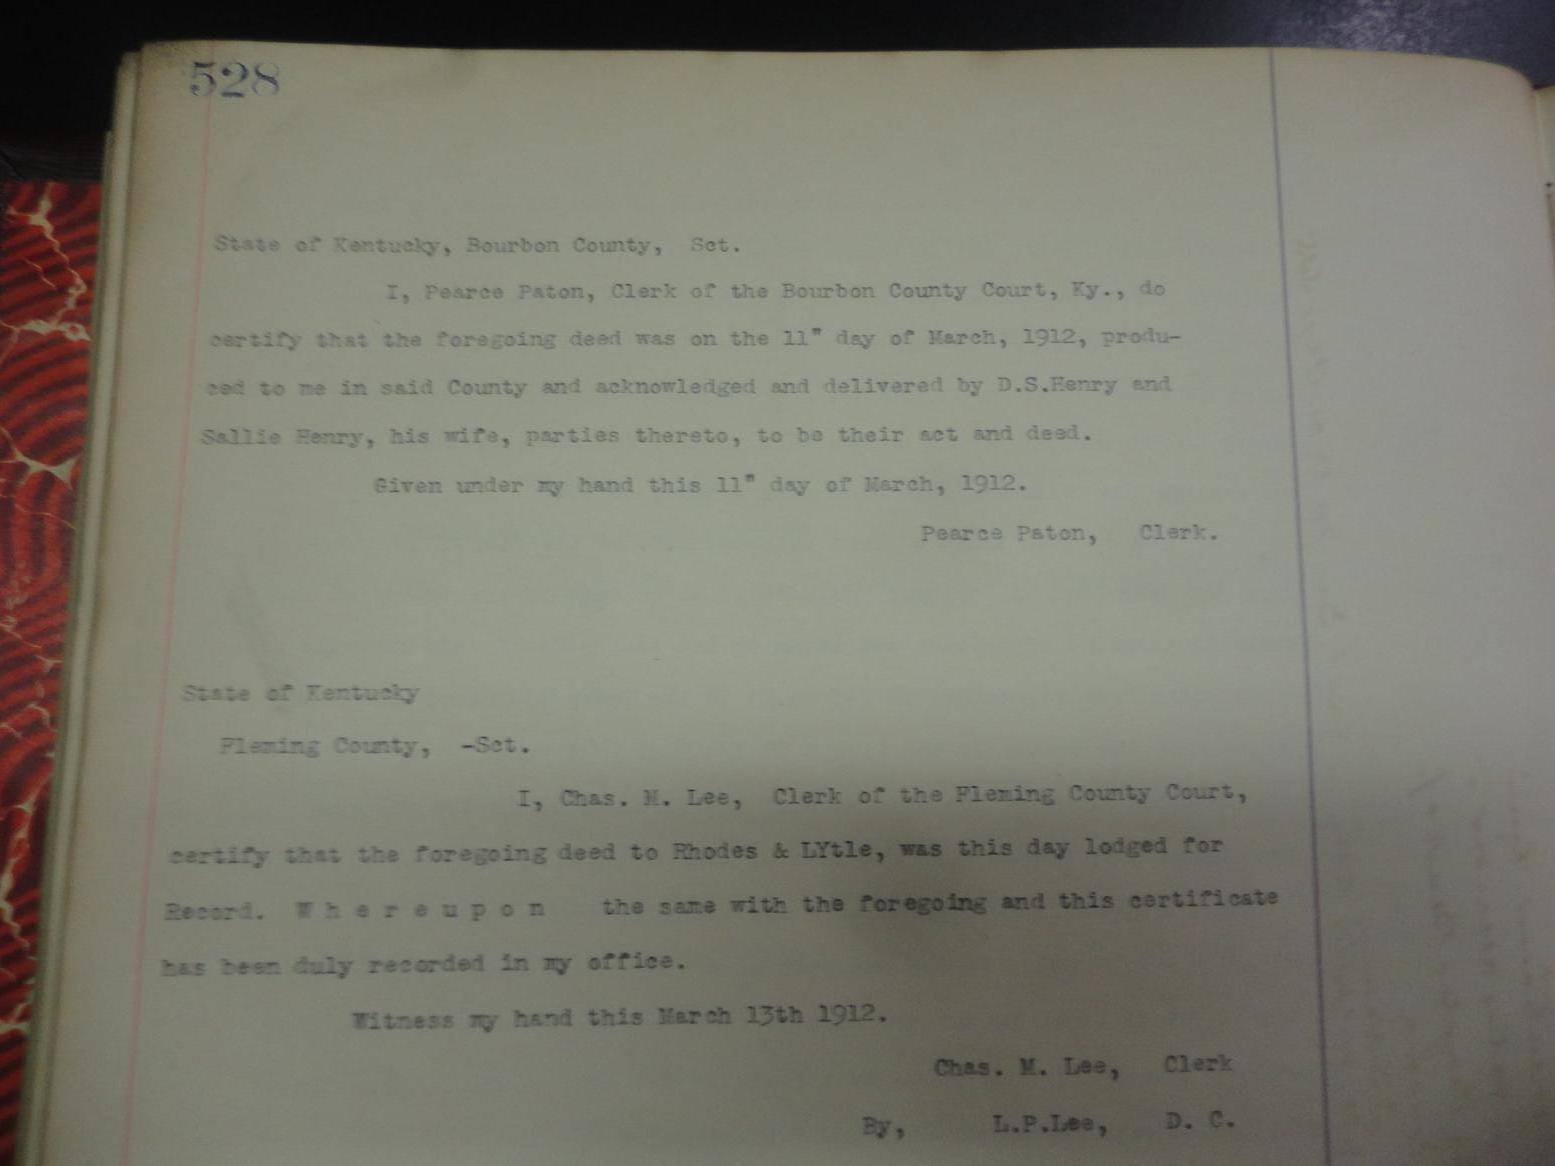 528
State of Kentucky, Bourbon County, Sct.
I, Pearce Paton, Clerk of the Bourbon County Court, Ky., do
certify that the foregoing deed was on the 11" day of March, 1912, produ-
ced to me in said County and acknowledged and delivered by D.S.Henry and
Sallie Henry, his wife, parties thereto, to be their act and deed.
Given under my hand this 11" day of March, 1912.
Pearce Paton, Clerk.
State of Kentucky
Fleming County, -Sct.
I, Chas. M. Lee, Clerk of the Fleming County Court,
certify that the foregoing deed to Rhodes & LYtle, was this day lodged for
Record. W h e r e u p o n the same with the foregoing and this certificate
has been duly recorded in my office.
Witness my hand this March 13th 1912.
Chas. M. Lee, Clerk
By, L.P.Lee, D. C.